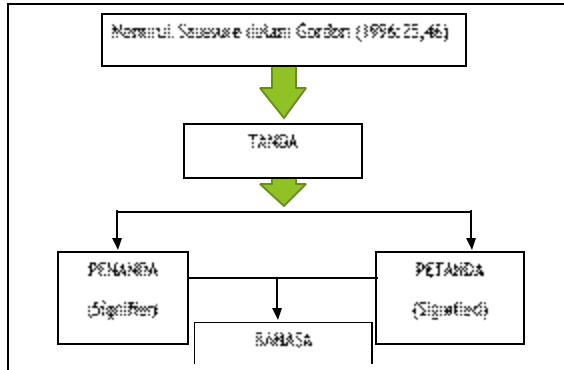 Menurut Saussure dalam Gordon (1996:25,46)
TANDA
PENANDA
(Signifier)
PETANDA
(Signified)
BAHASA